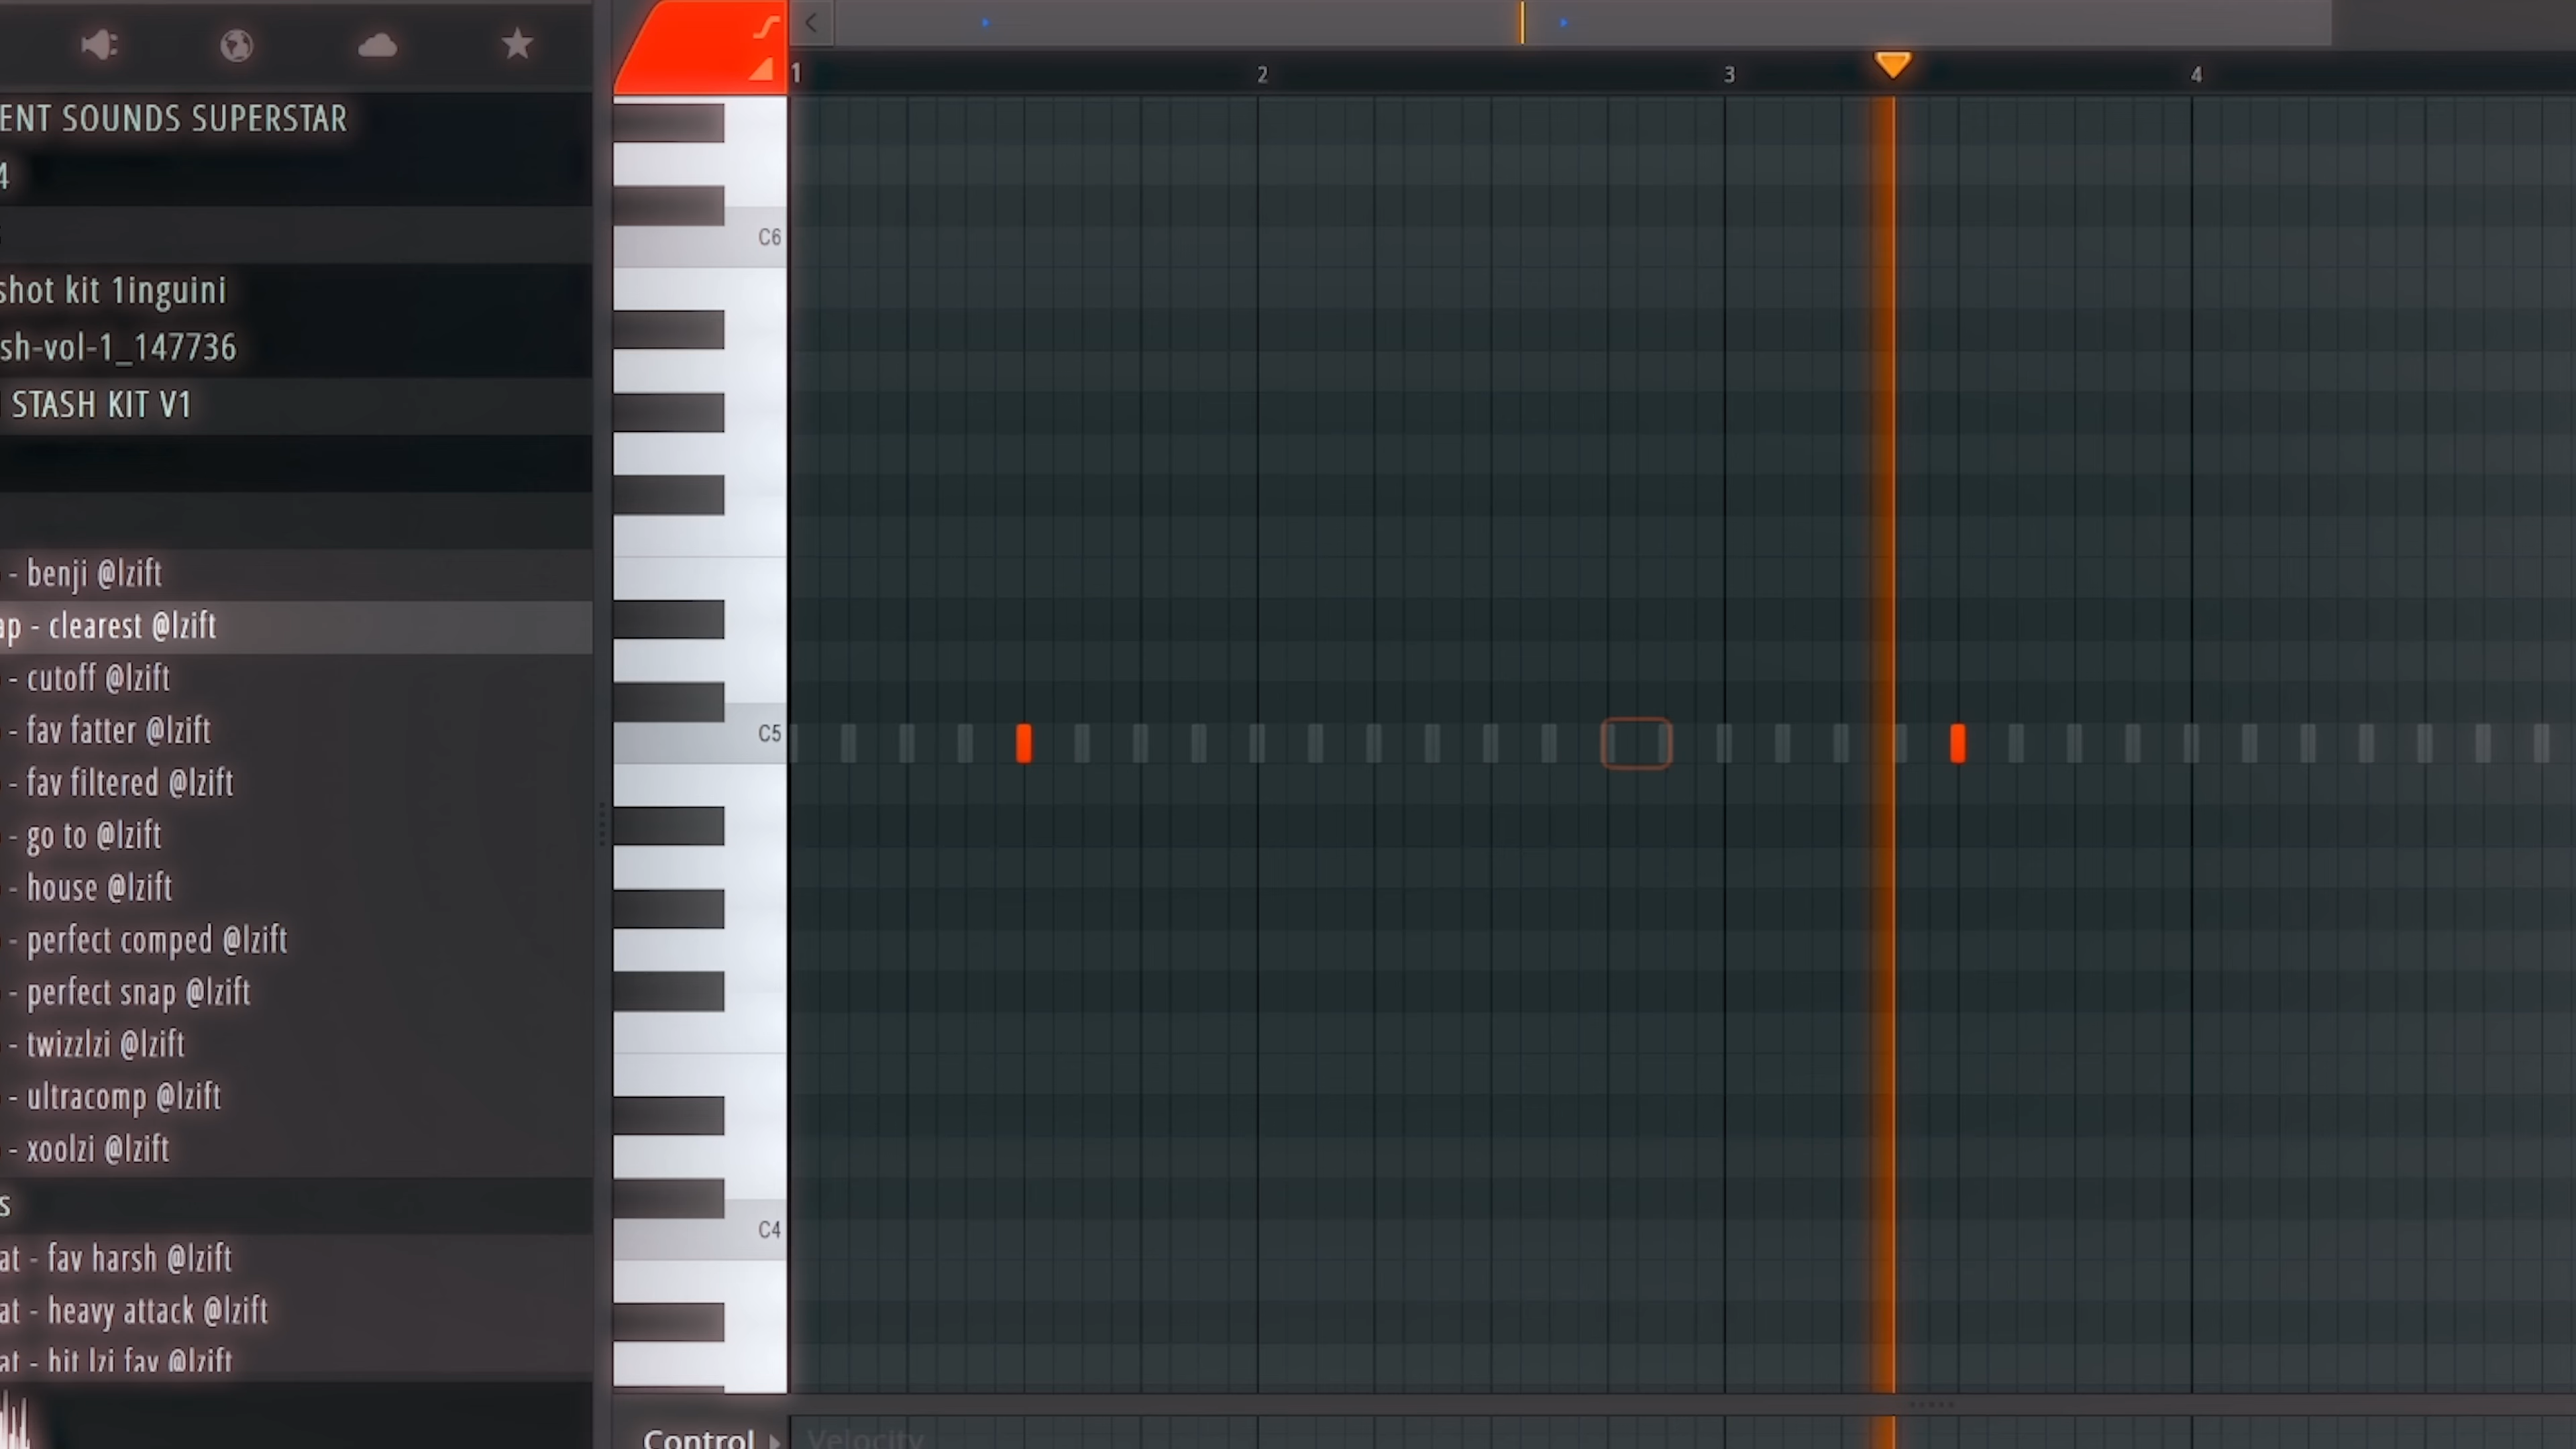 ENT SOUNDS SUPERSTAR
4
shot kit 1inguini
sh-vol-1_147736
STASH KIT V1
- benji @lzift
ap - clearest @lzift
- cutoff @lzift
- fav fatter @lzift
- fav filtered @lzift
- go to @lzift
- house @lzift
- perfect comped @lzift
- perfect snap @lzift
- twizzlzi @lzift
- ultracomp @lzift
- xoolzi @lzift
s
at - fav harsh @lzift
at - heavy attack @lzift
at - hit lzi fav @lzift
1 2 3 4
C6
C5
C4
Control Velocity